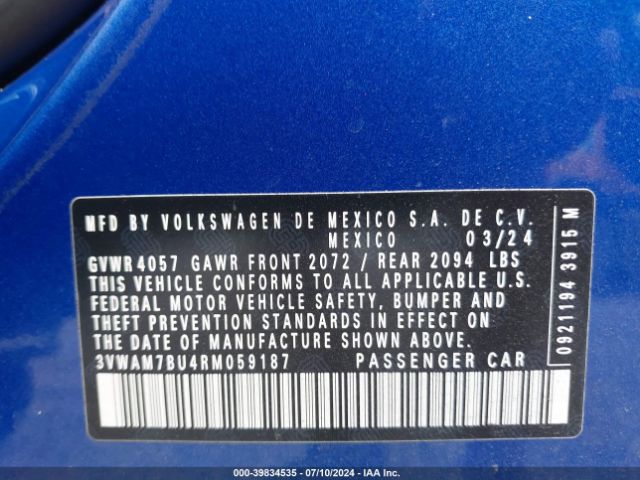 MFD BY VOLKSWAGEN DE MEXICO S.A. DE C.V.
MEXICO 03/24
GVWR 4057 GAWR FRONT 2072 / REAR 2094 LBS
THIS VEHICLE CONFORMS TO ALL APPLICABLE U.S.
FEDERAL MOTOR VEHICLE SAFETY, BUMPER AND
THEFT PREVENTION STANDARDS IN EFFECT ON
THE DATE OF MANUFACTURE SHOWN ABOVE.
3VWAM7BU4RM059187 PASSENGER CAR
0921194 3915 M
000-39834535 - 07/10/2024 - IAA Inc.